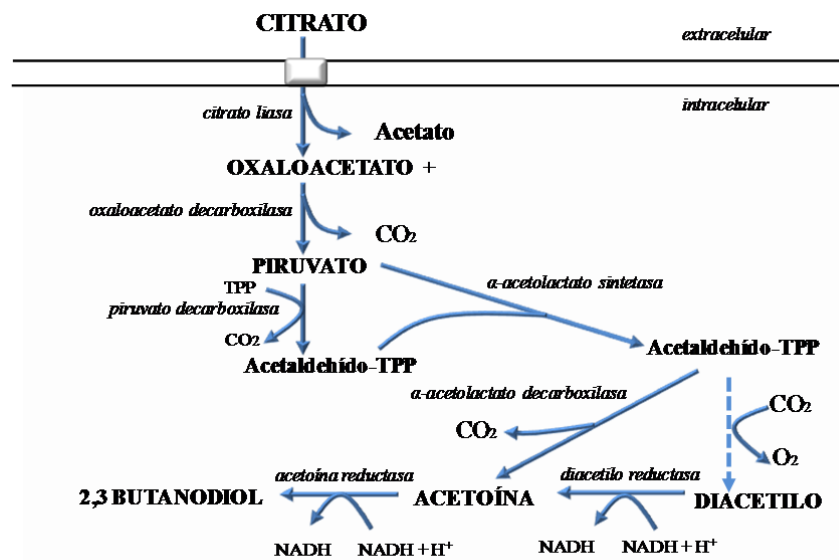 CITRATO
extracelular
intracelular
citrato liasa
Acetato
OXALOACETATO +
oxaloacetato decarboxilasa
CO2
PIRUVATO
α-acetolactato sintetasa
TPP
piruvato decarboxilasa
CO2
Acetaldehído-TPP
Acetaldehído-TPP
α-acetolactato decarboxilasa
CO2
CO2
O2
acetoína reductasa
diacetilo reductasa
2,3 BUTANODIOL
ACETOÍNA
DIACETILO
NADH
NADH+H+
NADH
NADH+H+